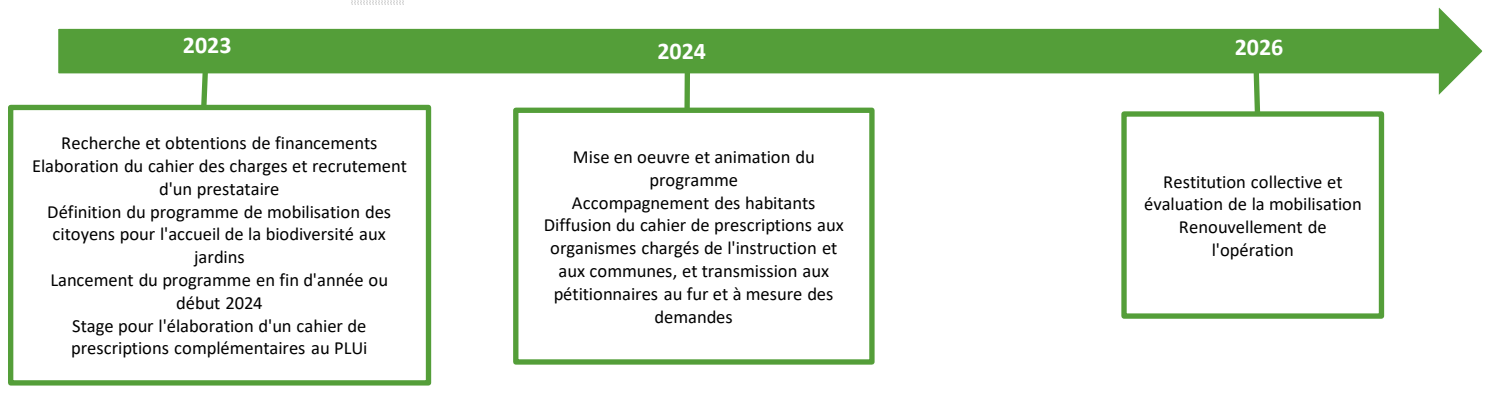 2023
2024
2026
Recherche et obtentions de financements
Elaboration du cahier des charges et recrutement
d'un prestataire
Définition du programme de mobilisation des
citoyens pour l'accueil de la biodiversité aux
jardins
Lancement du programme en fin d'année ou
début 2024
Stage pour l'élaboration d'un cahier de
prescriptions complémentaires au PLUi
Mise en oeuvre et animation du
programme
Accompagnement des habitants
Diffusion du cahier de prescriptions aux
organismes chargés de l'instruction et
aux communes, et transmission aux
pétitionnaires au fur et à mesure des
demandes
Restitution collective et
évaluation de la mobilisation
Renouvellement de
l'opération